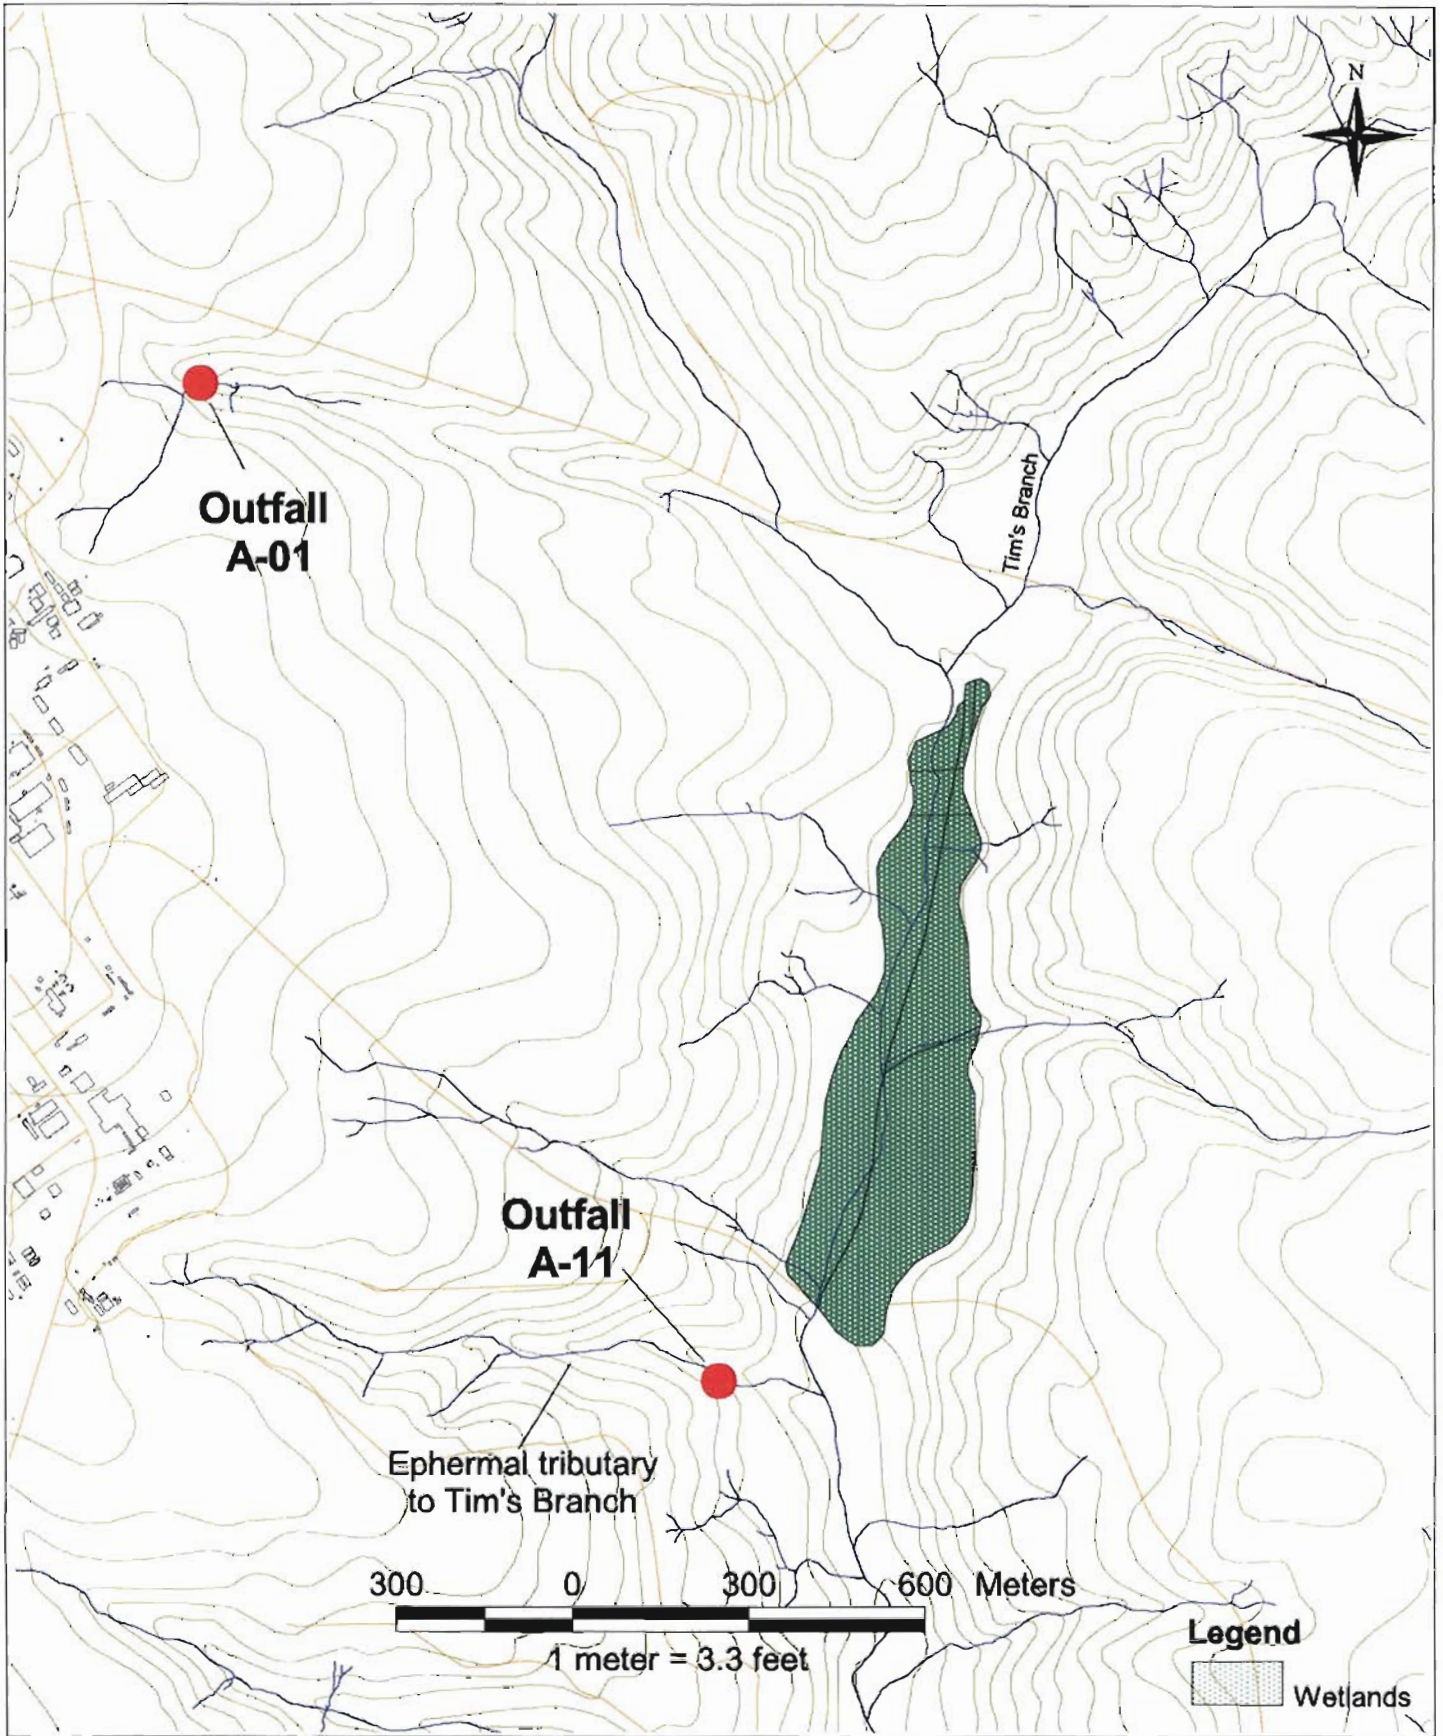 N
Outfall
A-01
Tim's Branch
Outfall
A-11
Ephermal tributary
to Tim's Branch
300 0 300 600 Meters
1 meter = 3.3 feet
Legend
Wetlands